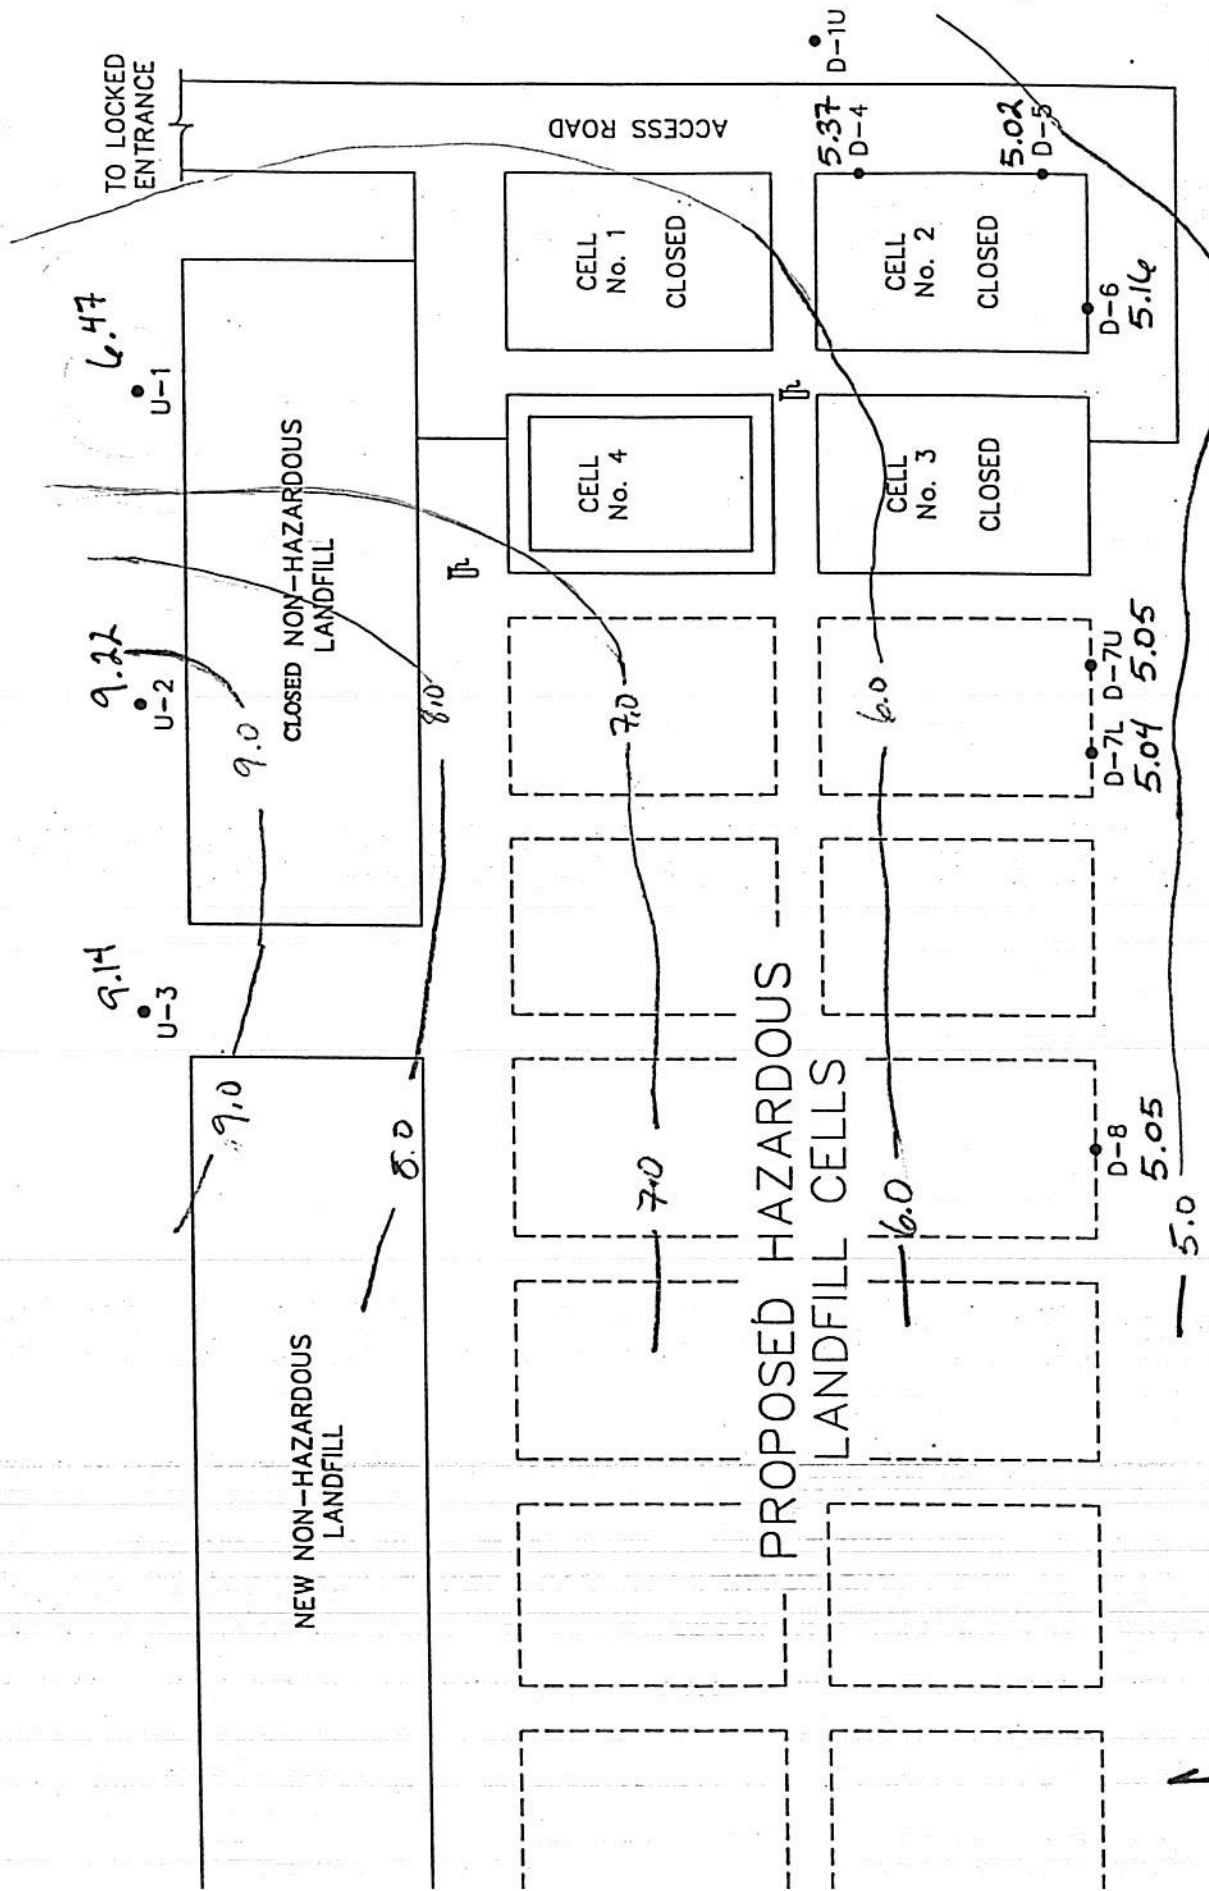 TO LOCKED
ENTRANCE
ACCESS ROAD
D-1U
6.47
U-1
9.22
U-2
9.14
U-3
CLOSED NON-HAZARDOUS
LANDFILL
NEW NON-HAZARDOUS
LANDFILL
CELL
No. 1
CLOSED
CELL
No. 2
CLOSED
CELL
No. 3
CLOSED
CELL
No. 4
5.37
D-4
5.02
D-5
D-6
5.16
D-7U
5.05
D-7L
5.04
D-8
5.05
9.0
9.0
8.0
8.0
7.0
7.0
6.0
6.0
5.0
PROPOSED HAZARDOUS
LANDFILL CELLS